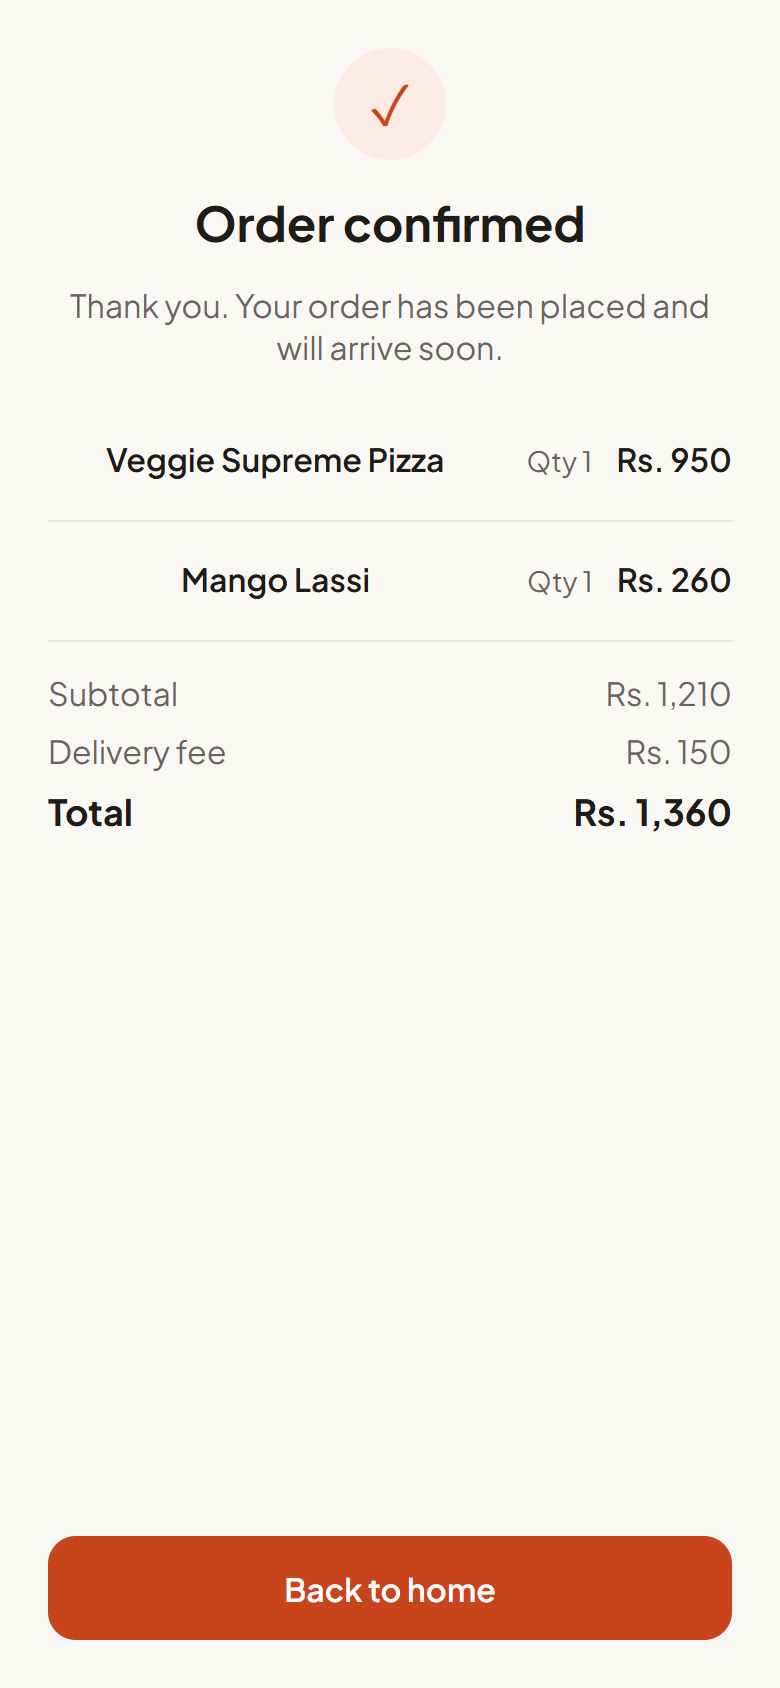 Order confirmed
Thank you. Your order has been placed and
will arrive soon.
Veggie Supreme Pizza Qty 1 Rs. 950
Mango Lassi Qty 1 Rs. 260
Subtotal Rs. 1,210
Delivery fee Rs. 150
Total Rs. 1,360
Back to home